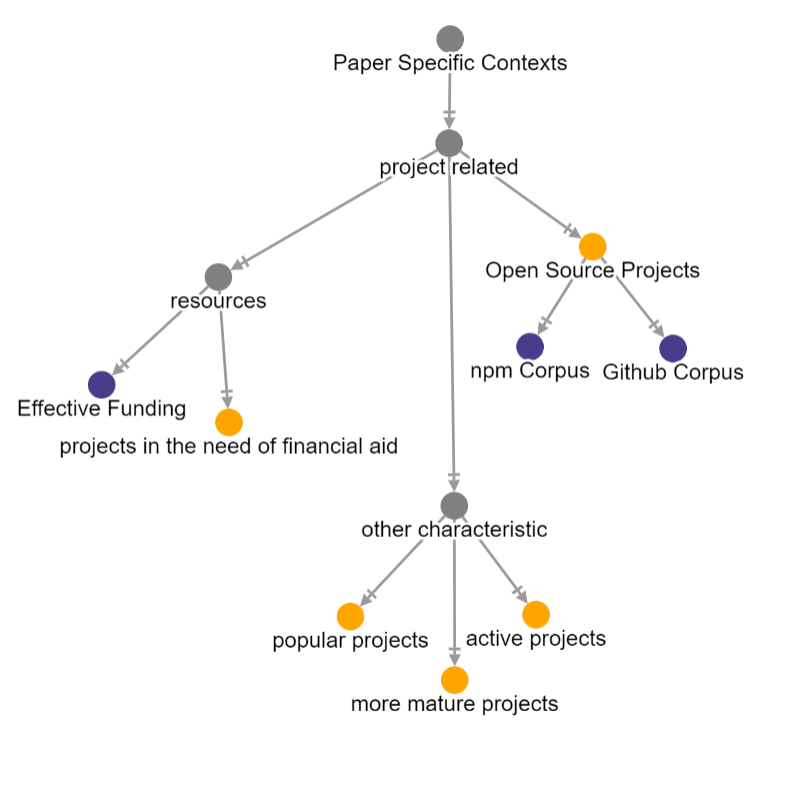 Paper Specific Contexts
project related
Open Source Projects
resources
npm Corpus
Github Corpus
Effective Funding
projects in the need of financial aid
other characteristic
popular projects
active projects
more mature projects